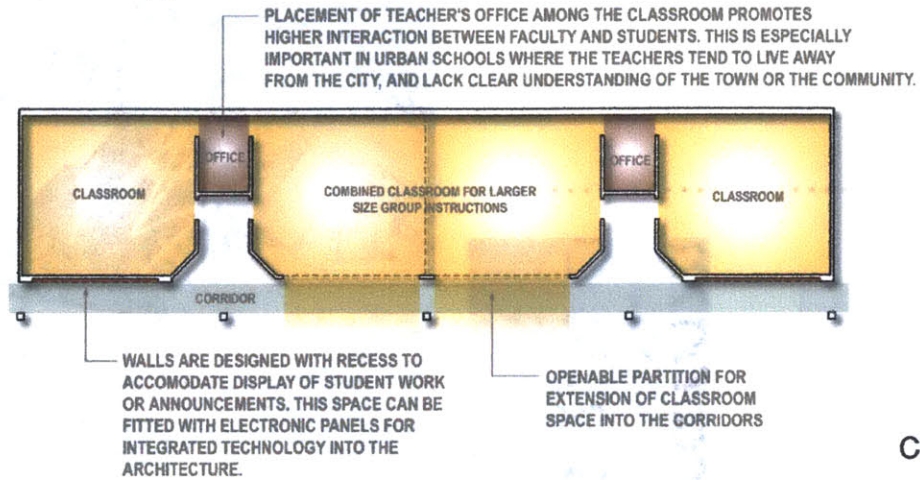 PLACEMENT OF TEACHER'S OFFICE AMONG THE CLASSROOM PROMOTES
HIGHER INTERACTION BETWEEN FACULTY AND STUDENTS. THIS IS ESPECIALLY
IMPORTANT IN URBAN SCHOOLS WHERE THE TEACHERS TEND TO LIVE AWAY
FROM THE CITY, AND LACK CLEAR UNDERSTANDING OF THE TOWN OR THE COMMUNITY.
OFFICE
OFFICE
CLASSROOM
COMBINED CLASSROOM FOR LARGER
SIZE GROUP INSTRUCTIONS
CLASSROOM
CORRIDOR
WALLS ARE DESIGNED WITH RECESS TO
ACCOMODATE DISPLAY OF STUDENT WORK
OR ANNOUNCEMENTS. THIS SPACE CAN BE
FITTED WITH ELECTRONIC PANELS FOR
INTEGRATED TECHNOLOGY INTO THE
ARCHITECTURE.
OPENABLE PARTITION FOR
EXTENSION OF CLASSROOM
SPACE INTO THE CORRIDORS
C